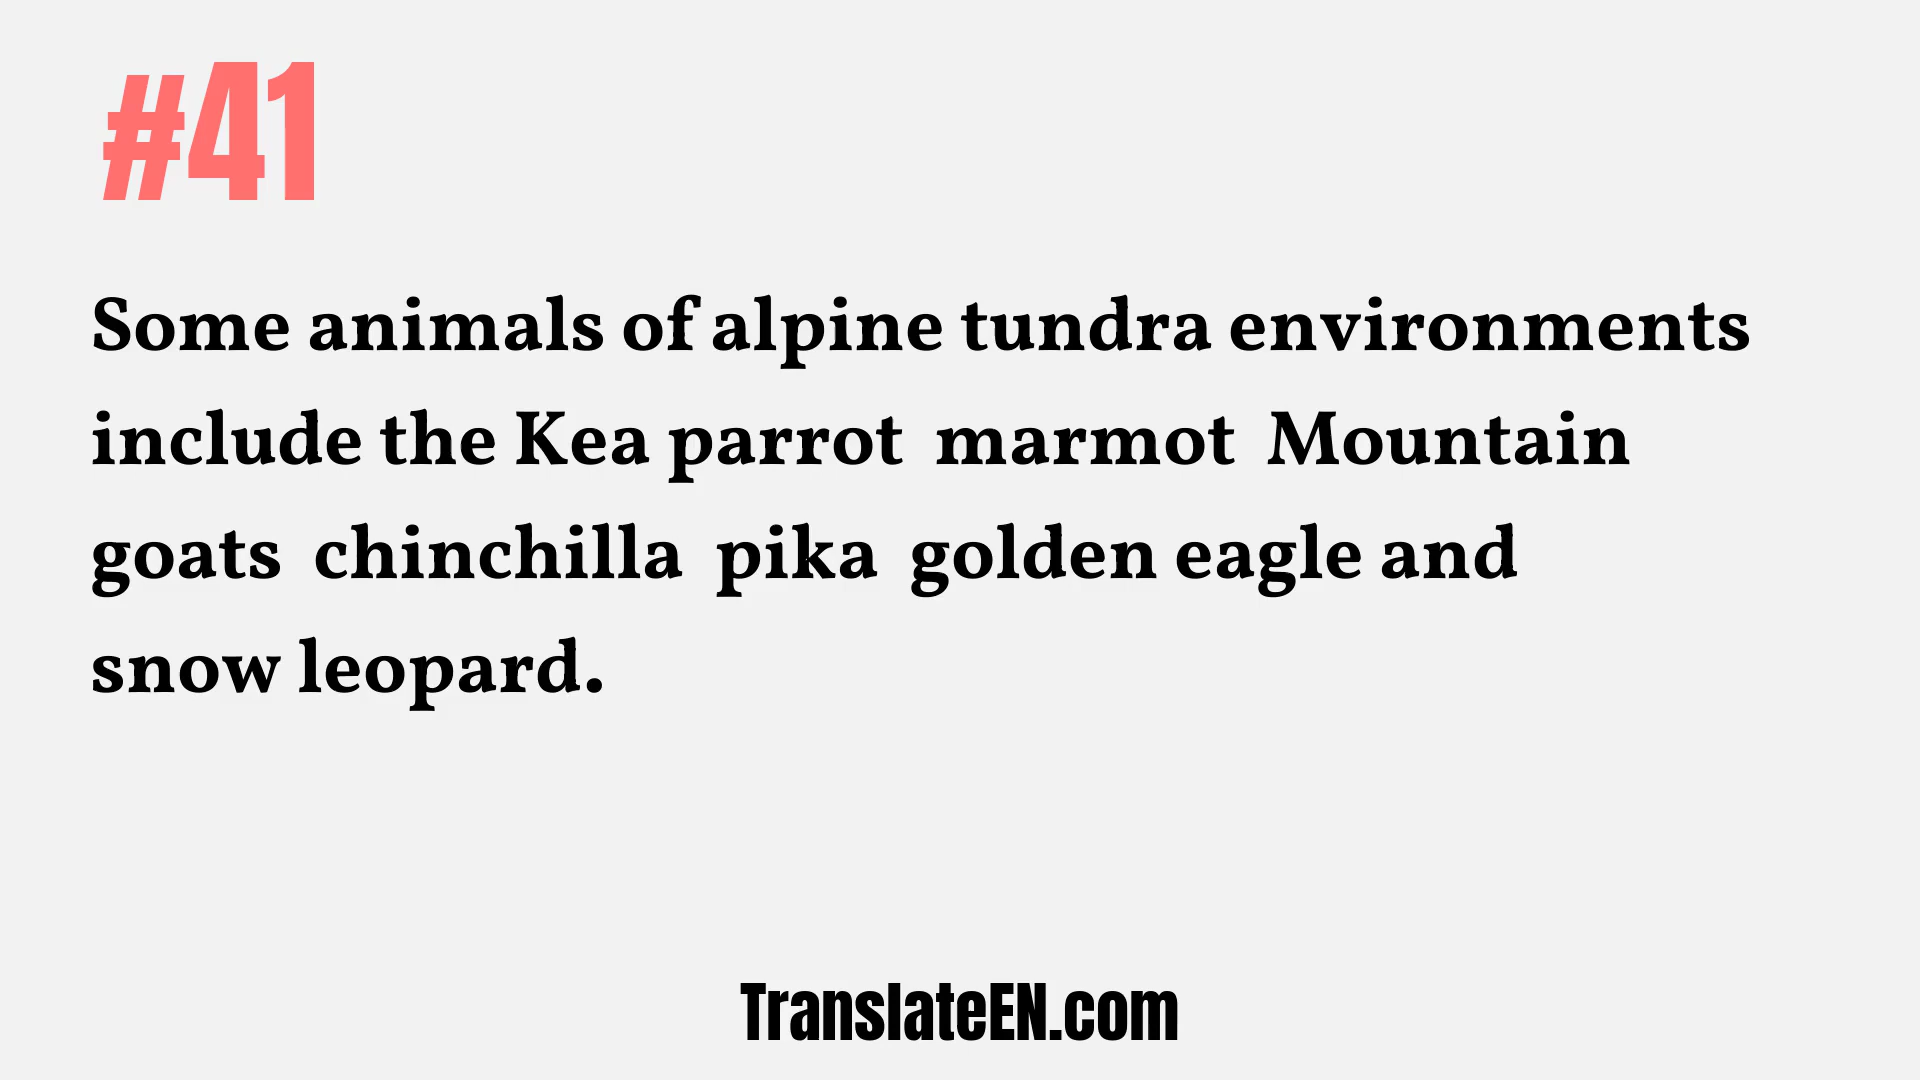 #41
Some animals of alpine tundra environments
include the Kea parrot  marmot  Mountain
goats  chinchilla  pika  golden eagle and
snow leopard.
TranslateEN.com